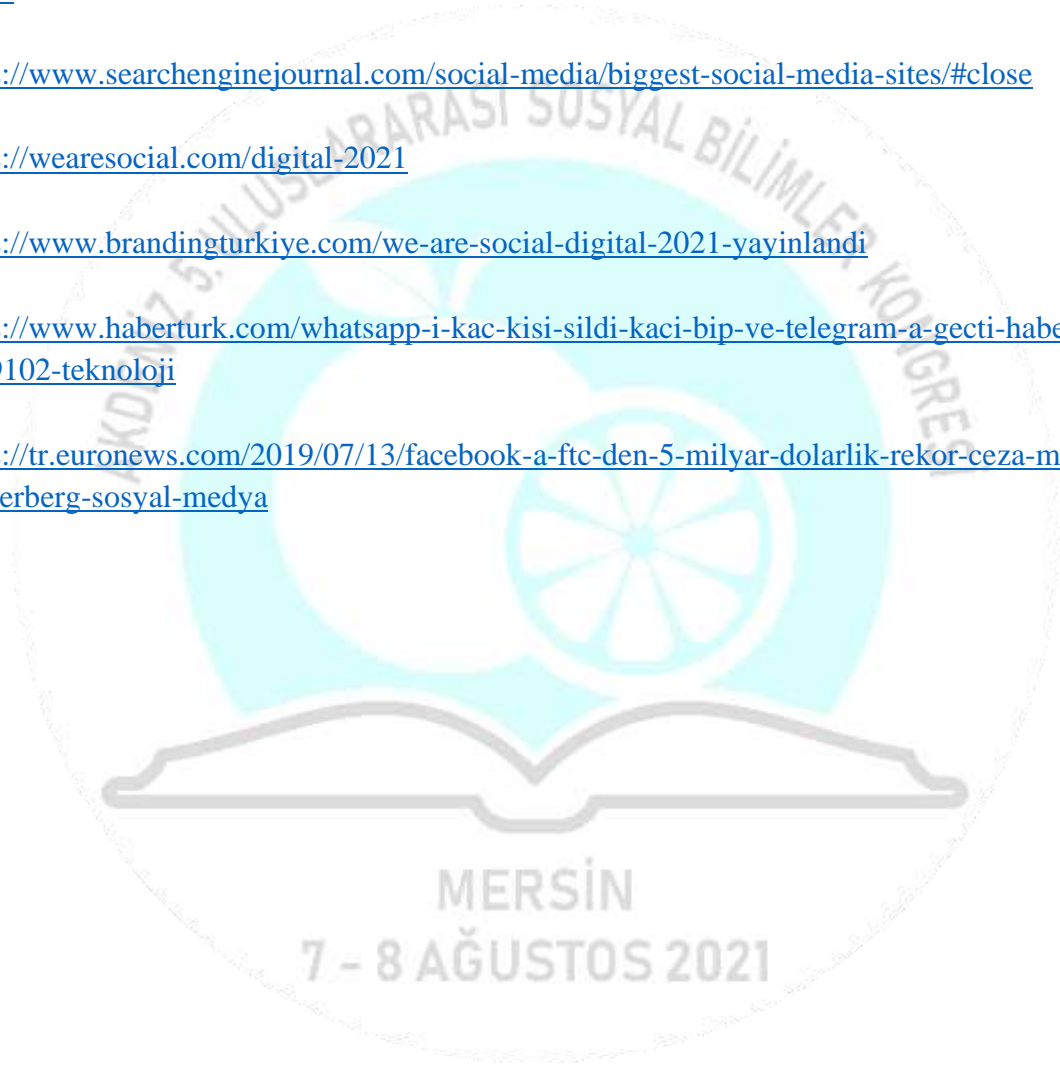 ://www.searchenginejournal.com/social-media/biggest-social-media-sites/#close
://wearesocial.com/digital-2021
://www.brandingturkiye.com/we-are-social-digital-2021-yayinlandi
://www.haberturk.com/whatsapp-i-kac-kisi-sildi-kaci-bip-ve-telegram-a-gecti-habe
102-teknoloji
://tr.euronews.com/2019/07/13/facebook-a-ftc-den-5-milyar-dolarlik-rekor-ceza-m
erberg-sosyal-medya
AKDENİZ 5. ULUSLARARASI SOSYAL BİLİMLER KONGRESİ
MERSİN
7 - 8 AĞUSTOS 2021